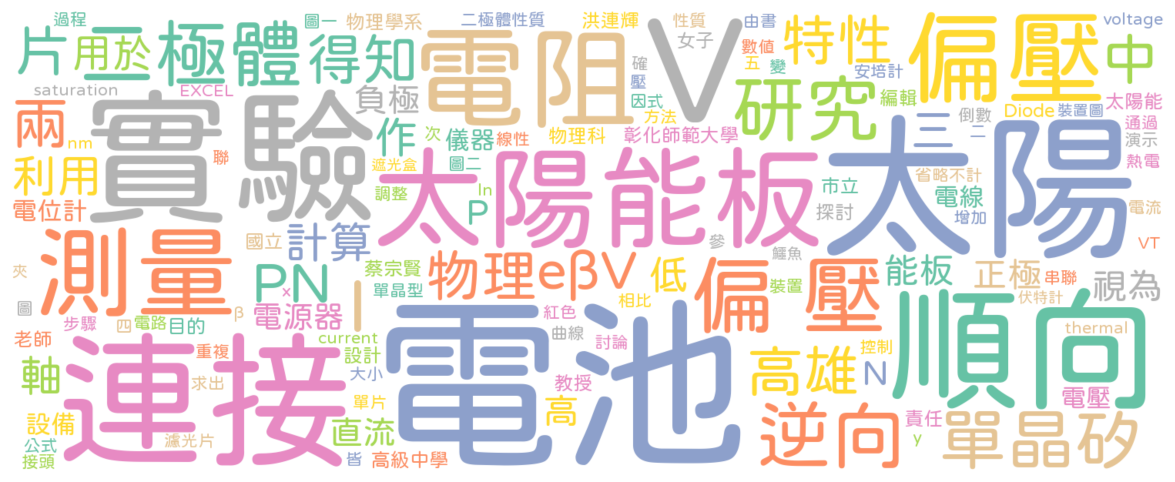 過程 圖一 物理學系 二極體性質 洪連輝 性質 由書 voltage
片 用於 二極體 得知 電阻 V 女子 數值 特性 偏壓 中
saturation EXCEL 負極 確 壓 五 變 安培計
兩 實驗 作 次 儀器 線性 因式 方法 研究 編輯 倒數 Diode 裝置圖 太陽能
nm 聯 遮光盒 圖二 物理科 彰化師範大學 三 二 通過 演示
利用 調整 ln 太陽能板 太陽 省略不計 熱電
電位計 P 市立 探討 電線 增加 電流
測量 國立 計算 參 鱷魚 VT
夾 PN 蔡宗賢 物理 eβV 低 偏壓 裝置 能板 正極 串聯 視為
圖 x 單晶型 I 相比 伏特計
步驟 四 電路 目的 β 電源器 紅色 順向 thermal
老師 current 曲線 討論 控制
連接 重複 設計 電池 高雄 N
軸 求出 大小 教授 電壓
設備 單片 高 逆向 責任 單晶矽
公式 濾光片 直流 y
接頭 皆 高級中學